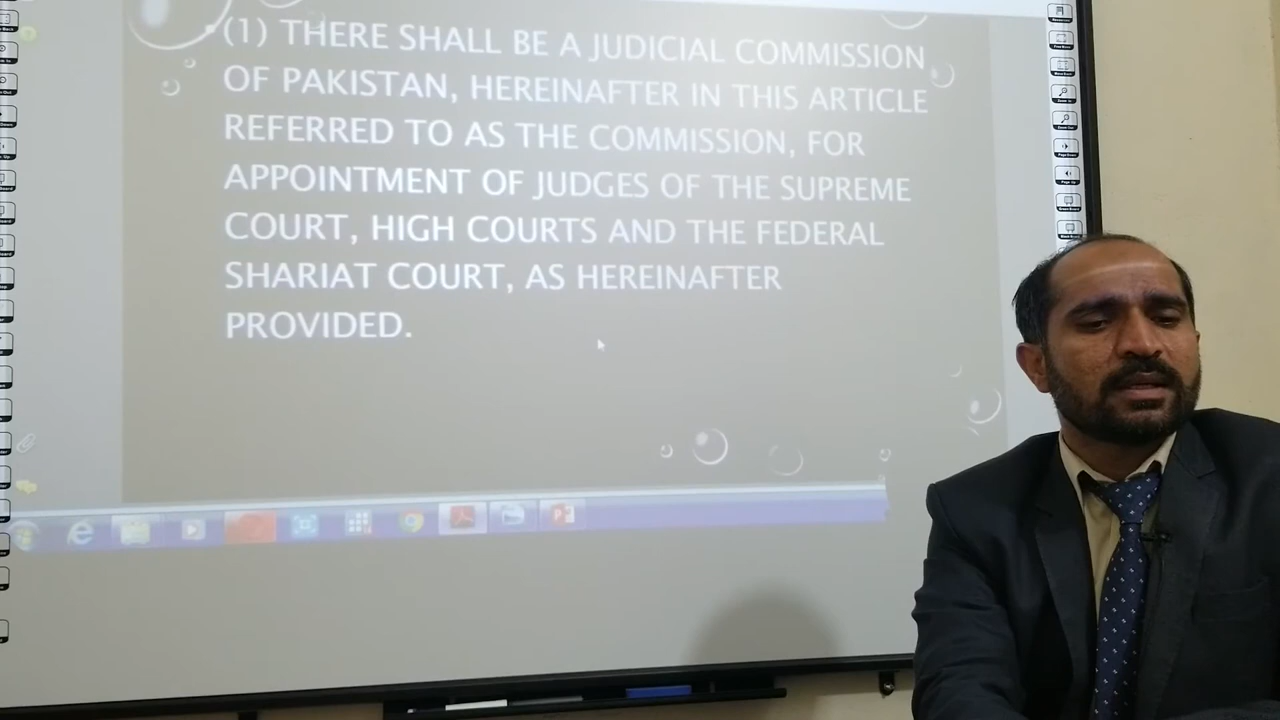 (1) THERE SHALL BE A JUDICIAL COMMISSION
OF PAKISTAN, HEREINAFTER IN THIS ARTICLE
REFERRED TO AS THE COMMISSION, FOR
APPOINTMENT OF JUDGES OF THE SUPREME
COURT, HIGH COURTS AND THE FEDERAL
SHARIAT COURT, AS HEREINAFTER
PROVIDED.